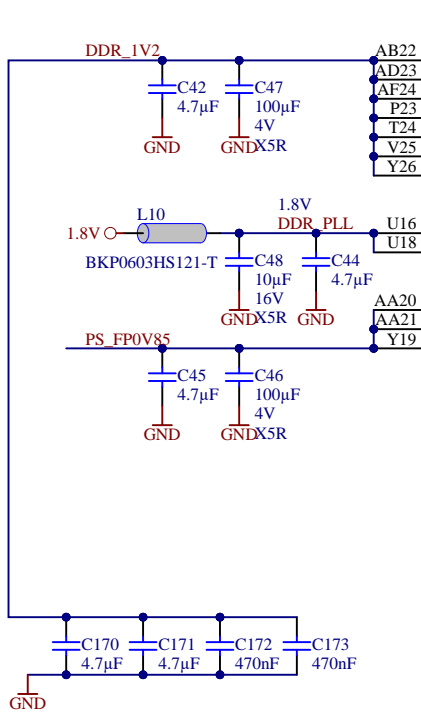 DDR_1V2
AB22
AD23
AF24
P23
T24
V25
Y26
C42
4.7µF
GND
C47
100µF
4V
X5R
GND
1.8V
L10
BKP0603HS121-T
1.8V
DDR_PLL
U16
U18
C48
10µF
16V
X5R
GND
C44
4.7µF
GND
AA20
AA21
Y19
PS_FP0V85
C45
4.7µF
GND
C46
100µF
4V
X5R
GND
C170
4.7µF
C171
4.7µF
C172
470nF
C173
470nF
GND